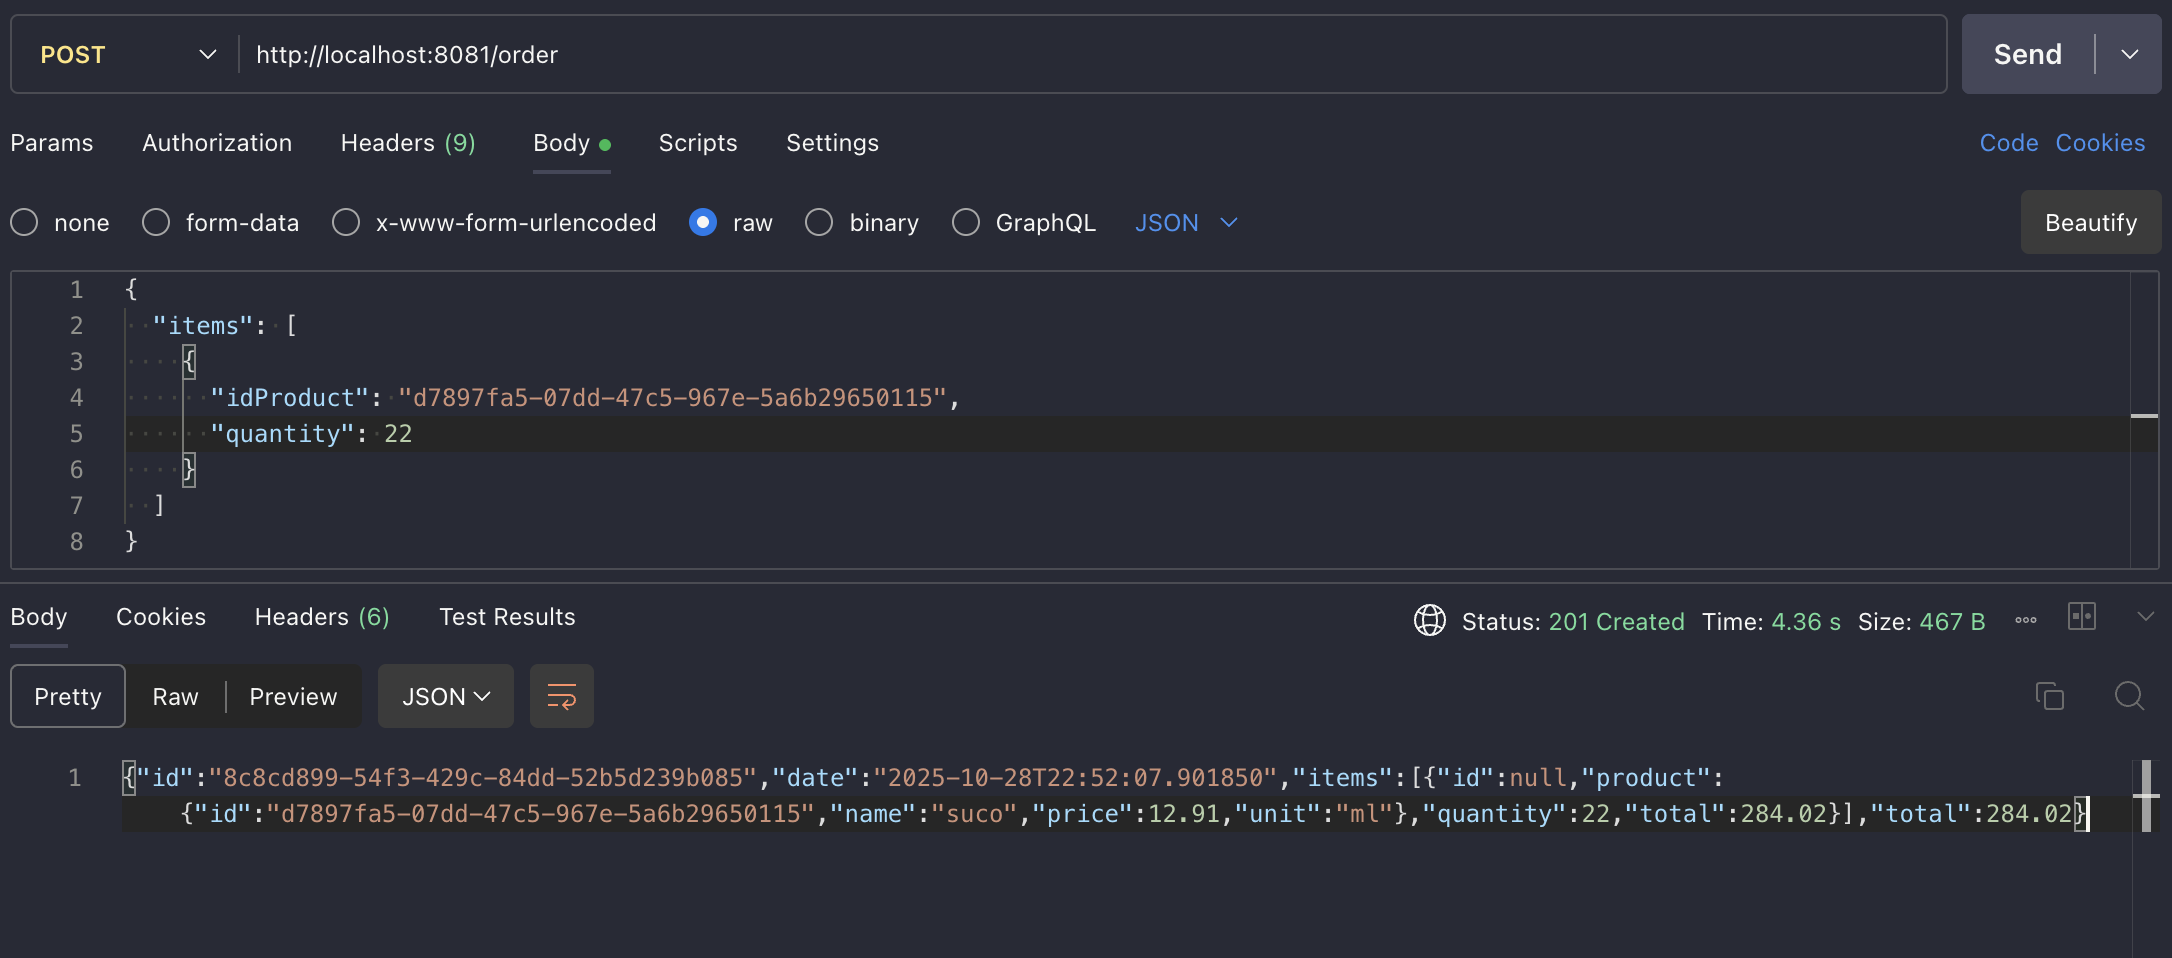 POST http://localhost:8081/order Send
Params Authorization Headers (9) Body Scripts Settings Code Cookies
none form-data x-www-form-urlencoded raw binary GraphQL JSON Beautify
1 {
2 "items": [
3 {
4 "idProduct": "d7897fa5-07dd-47c5-967e-5a6b29650115",
5 "quantity": 22
6 }
7 ]
8 }
Body Cookies Headers (6) Test Results Status: 201 Created Time: 4.36 s Size: 467 B
Pretty Raw Preview JSON
1 {"id":"8c8cd899-54f3-429c-84dd-52b5d239b085","date":"2025-10-28T22:52:07.901850","items":[{"id":null,"product":
{"id":"d7897fa5-07dd-47c5-967e-5a6b29650115","name":"suco","price":12.91,"unit":"ml"},"quantity":22,"total":284.02}],"total":284.02}